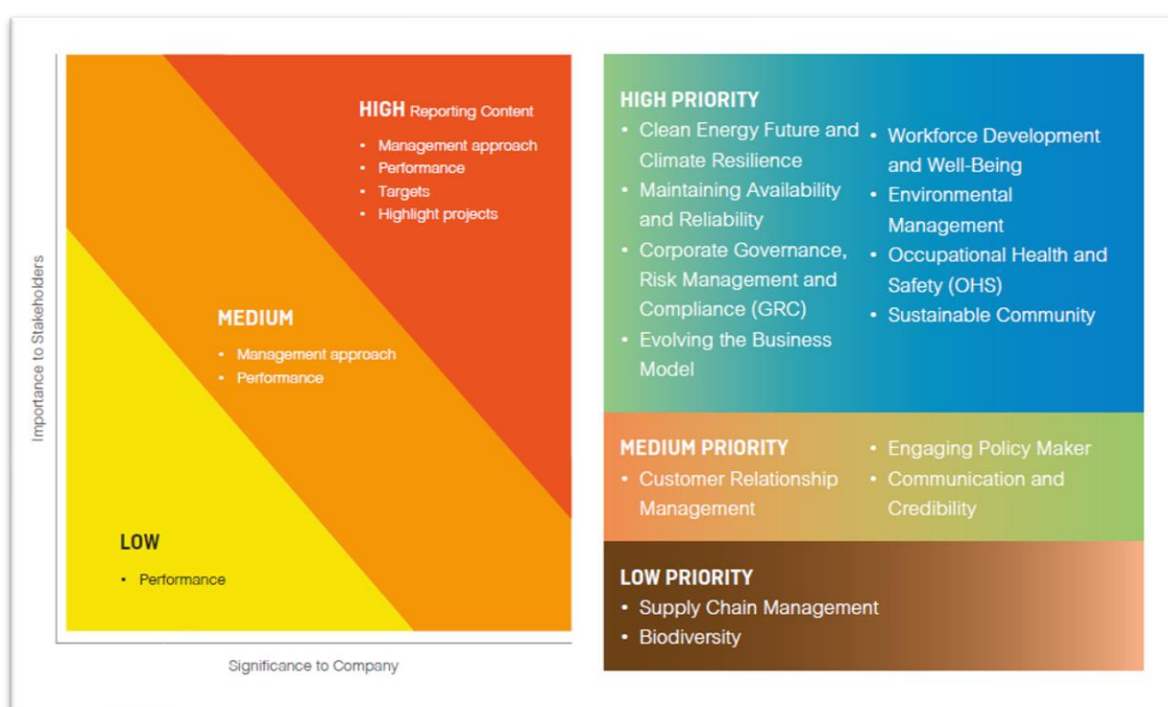 Importance to Stakeholders
HIGH Reporting Content
• Management approach
• Performance
• Targets
• Highlight projects
MEDIUM
• Management approach
• Performance
LOW
• Performance
Significance to Company
HIGH PRIORITY
• Clean Energy Future and
Climate Resilience
• Maintaining Availability
and Reliability
• Corporate Governance,
Risk Management and
Compliance (GRC)
• Evolving the Business
Model
• Workforce Development
and Well-Being
• Environmental
Management
• Occupational Health and
Safety (OHS)
• Sustainable Community
MEDIUM PRIORITY
• Customer Relationship
Management
• Engaging Policy Maker
• Communication and
Credibility
LOW PRIORITY
• Supply Chain Management
• Biodiversity